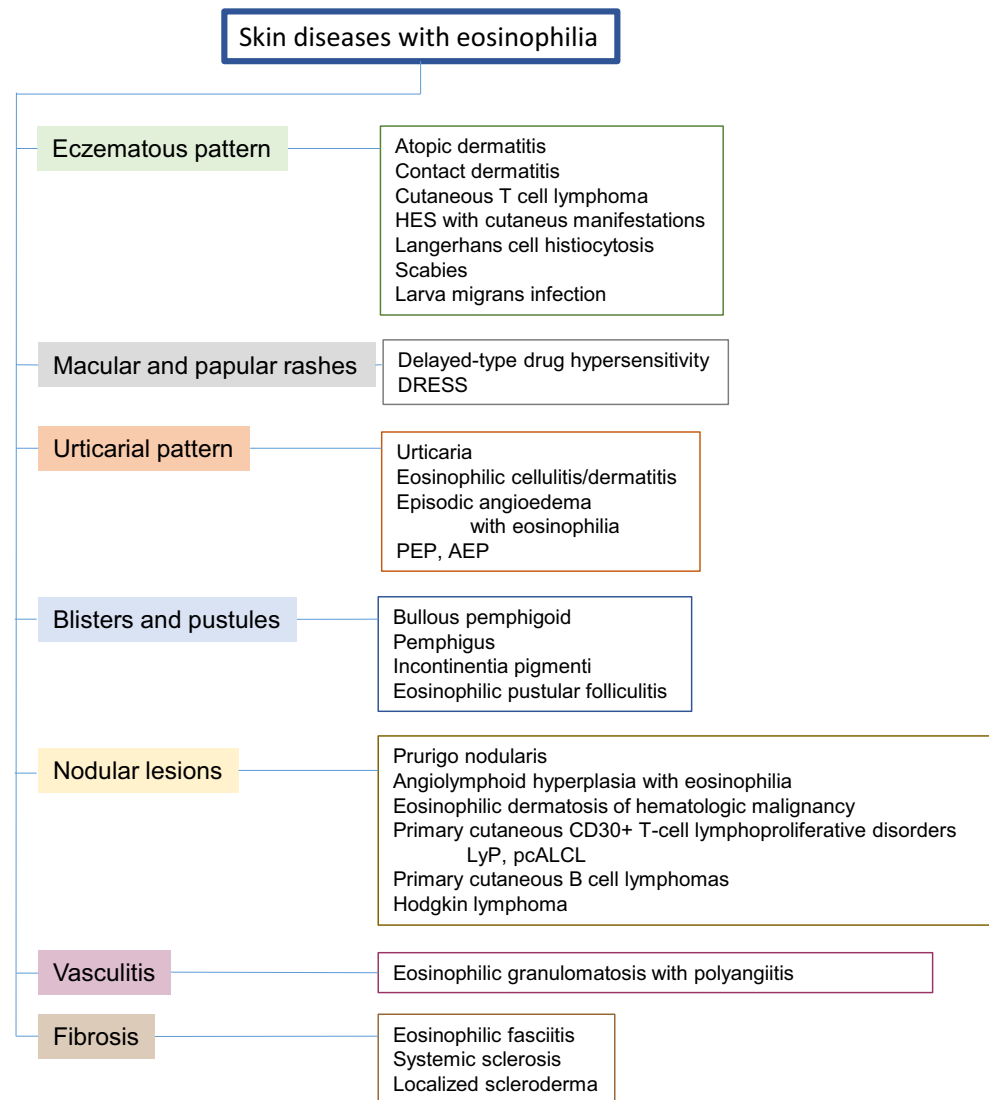 Skin diseases with eosinophilia
Eczematous pattern
Atopic dermatitis
Contact dermatitis
Cutaneous T cell lymphoma
HES with cutaneus manifestations
Langerhans cell histiocytosis
Scabies
Larva migrans infection
Macular and papular rashes
Delayed-type drug hypersensitivity
DRESS
Urticarial pattern
Urticaria
Eosinophilic cellulitis/dermatitis
Episodic angioedema
with eosinophilia
PEP, AEP
Blisters and pustules
Bullous pemphigoid
Pemphigus
Incontinentia pigmenti
Eosinophilic pustular folliculitis
Nodular lesions
Prurigo nodularis
Angiolymphoid hyperplasia with eosinophilia
Eosinophilic dermatosis of hematologic malignancy
Primary cutaneous CD30+ T-cell lymphoproliferative disorders
LyP, pcALCL
Primary cutaneous B cell lymphomas
Hodgkin lymphoma
Vasculitis
Eosinophilic granulomatosis with polyangiitis
Fibrosis
Eosinophilic fasciitis
Systemic sclerosis
Localized scleroderma